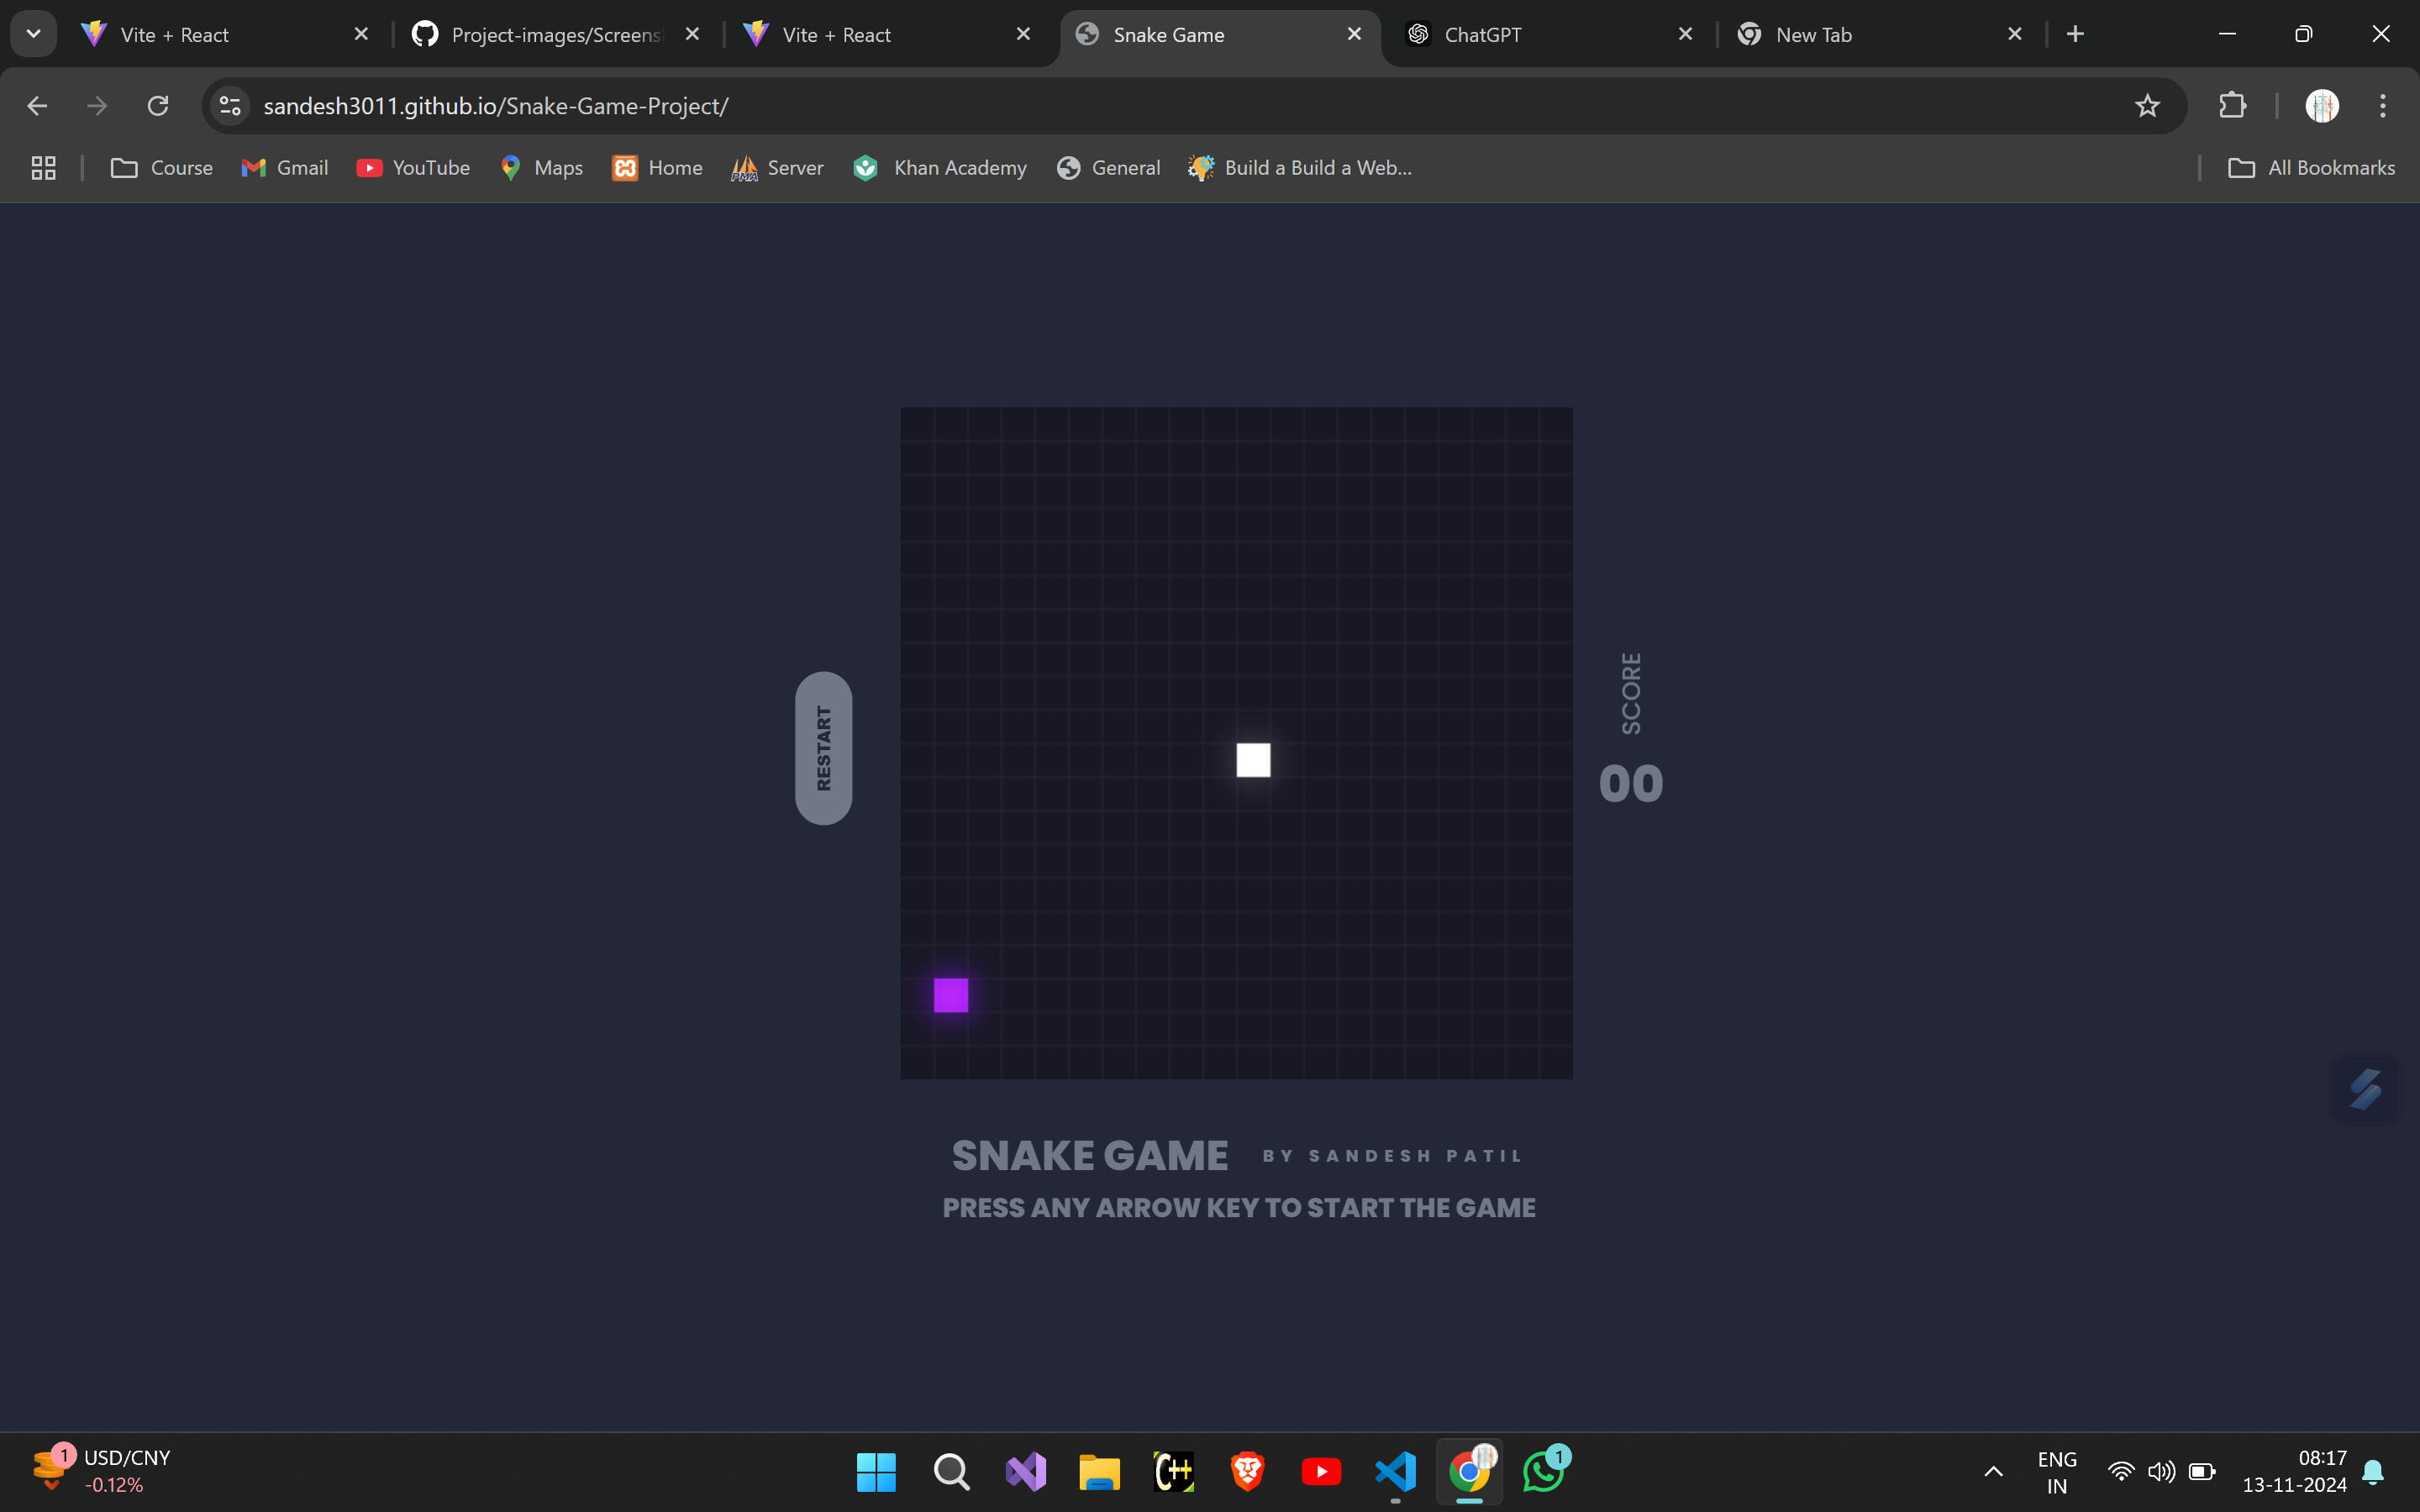 Vite + React
Project-images/Screens
Vite + React
Snake Game
ChatGPT
New Tab
sandesh3011.github.io/Snake-Game-Project/
Course
Gmail
YouTube
Maps
Home
PMA
Server
Khan Academy
General
Build a Build a Web...
All Bookmarks
RESTART
SCORE
00
SNAKE GAME BY SANDESH PATIL
PRESS ANY ARROW KEY TO START THE GAME
1
USD/CNY
-0.12%
C++
1
ENG
IN
08:17
13-11-2024